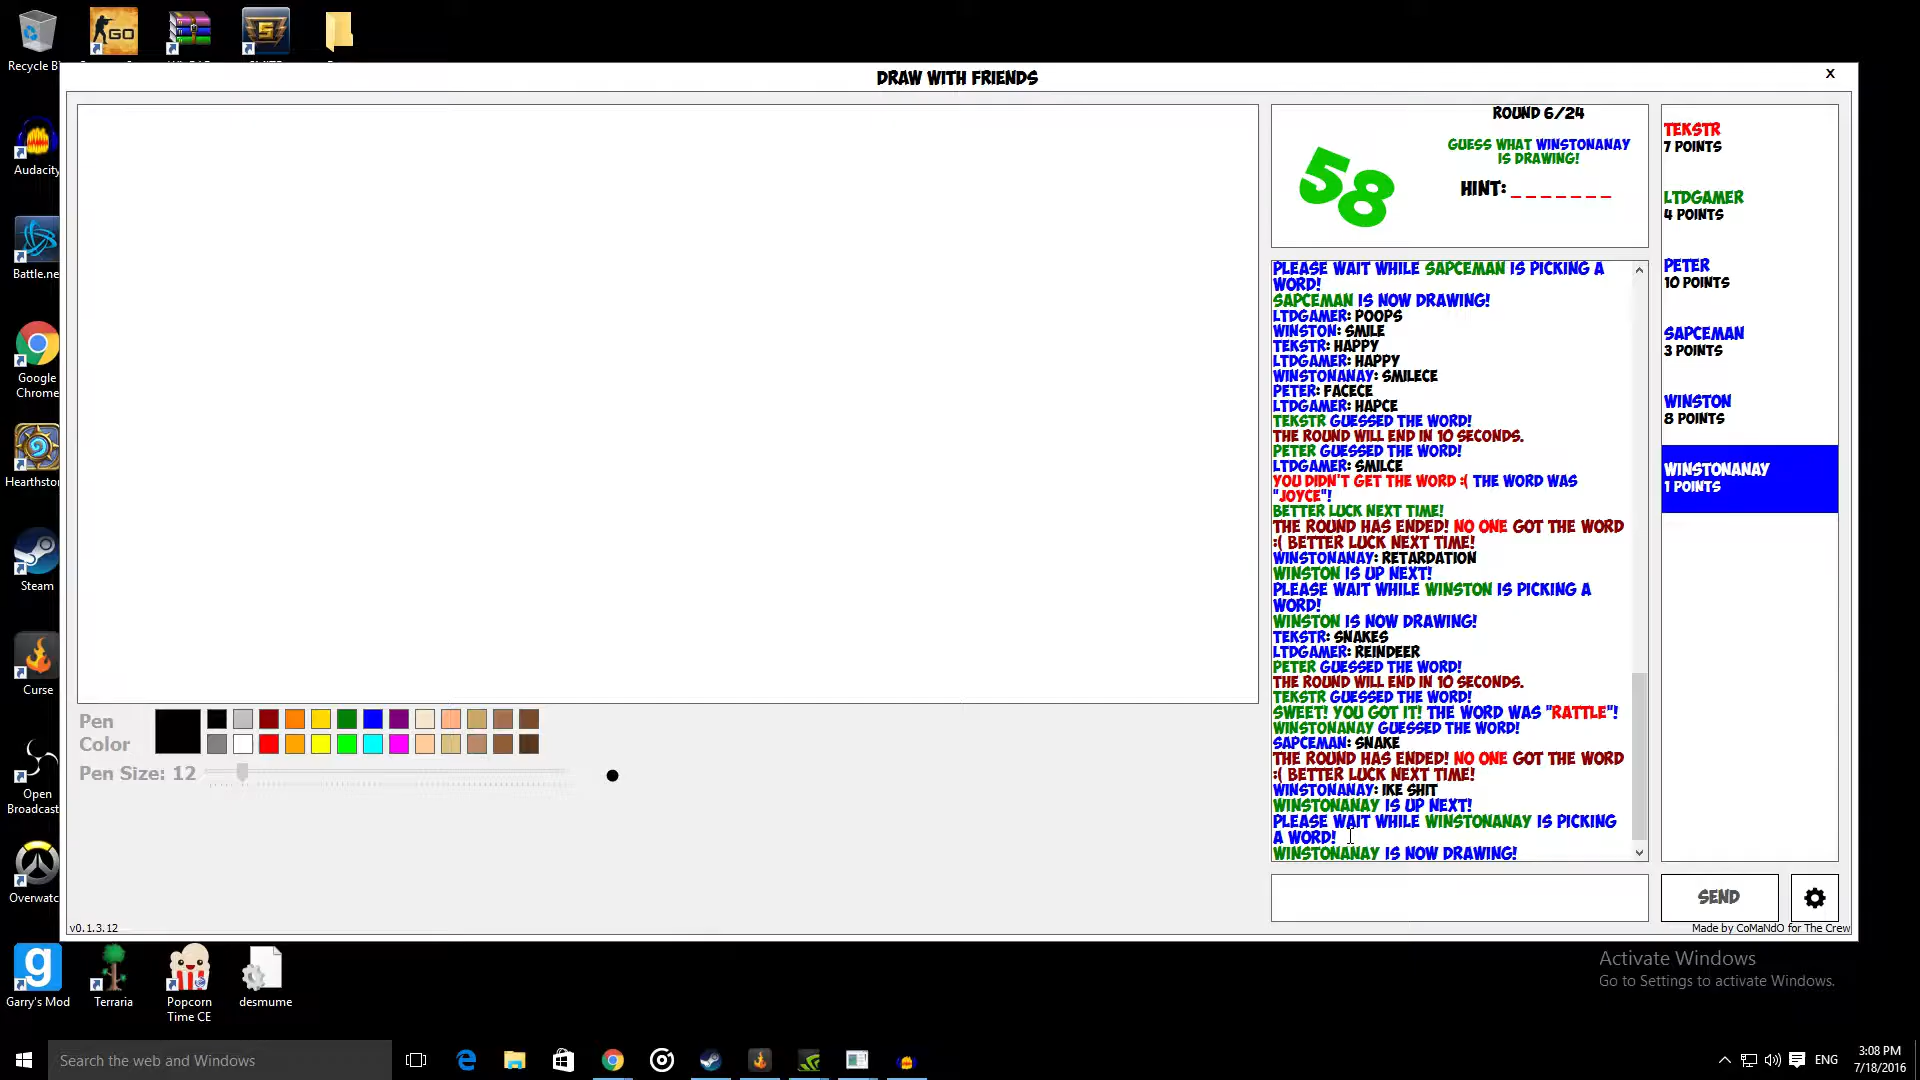 Recycle B
GO
DRAW WITH FRIENDS
X
ROUND 6/24
GUESS WHAT WINSTONANAY
IS DRAWING!
58
HINT: _ _ _ _ _ _ _
TEKSTR
7 POINTS
LTDGAMER
4 POINTS
PETER
10 POINTS
SAPCEMAN
3 POINTS
WINSTON
8 POINTS
WINSTONANAY
1 POINTS
PLEASE WAIT WHILE SAPCEMAN IS PICKING A
WORD!
SAPCEMAN IS NOW DRAWING!
LTDGAMER: POOPS
WINSTON: SMILE
TEKSTR: HAPPY
LTDGAMER: HAPPY
WINSTONANAY: SMILECE
PETER: FACECE
LTDGAMER: HAPCE
TEKSTR GUESSED THE WORD!
THE ROUND WILL END IN 10 SECONDS.
PETER GUESSED THE WORD!
LTDGAMER: SMILCE
YOU DIDN'T GET THE WORD :( THE WORD WAS
"JOYCE"!
BETTER LUCK NEXT TIME!
THE ROUND HAS ENDED! NO ONE GOT THE WORD
:( BETTER LUCK NEXT TIME!
WINSTONANAY: RETARDATION
WINSTON IS UP NEXT!
PLEASE WAIT WHILE WINSTON IS PICKING A
WORD!
WINSTON IS NOW DRAWING!
TEKSTR: SNAKES
LTDGAMER: REINDEER
PETER GUESSED THE WORD!
THE ROUND WILL END IN 10 SECONDS.
TEKSTR GUESSED THE WORD!
SWEET! YOU GOT IT! THE WORD WAS "RATTLE"!
WINSTONANAY GUESSED THE WORD!
SAPCEMAN: SNAKE
THE ROUND HAS ENDED! NO ONE GOT THE WORD
:( BETTER LUCK NEXT TIME!
WINSTONANAY: IKE SHIT
WINSTONANAY IS UP NEXT!
PLEASE WAIT WHILE WINSTONANAY IS PICKING
A WORD!
WINSTONANAY IS NOW DRAWING!
SEND
Pen
Color
Pen Size: 12
v0.1.3.12
Made by CoMaNdO for The Crew
Audacity
Battle.ne
Google
Chrome
Hearthston
Steam
Curse
Open
Broadcast
Overwatc
Garry's Mod
Terraria
Popcorn
Time CE
desmume
Activate Windows
Go to Settings to activate Windows.
Search the web and Windows
ENG
3:08 PM
7/18/2016